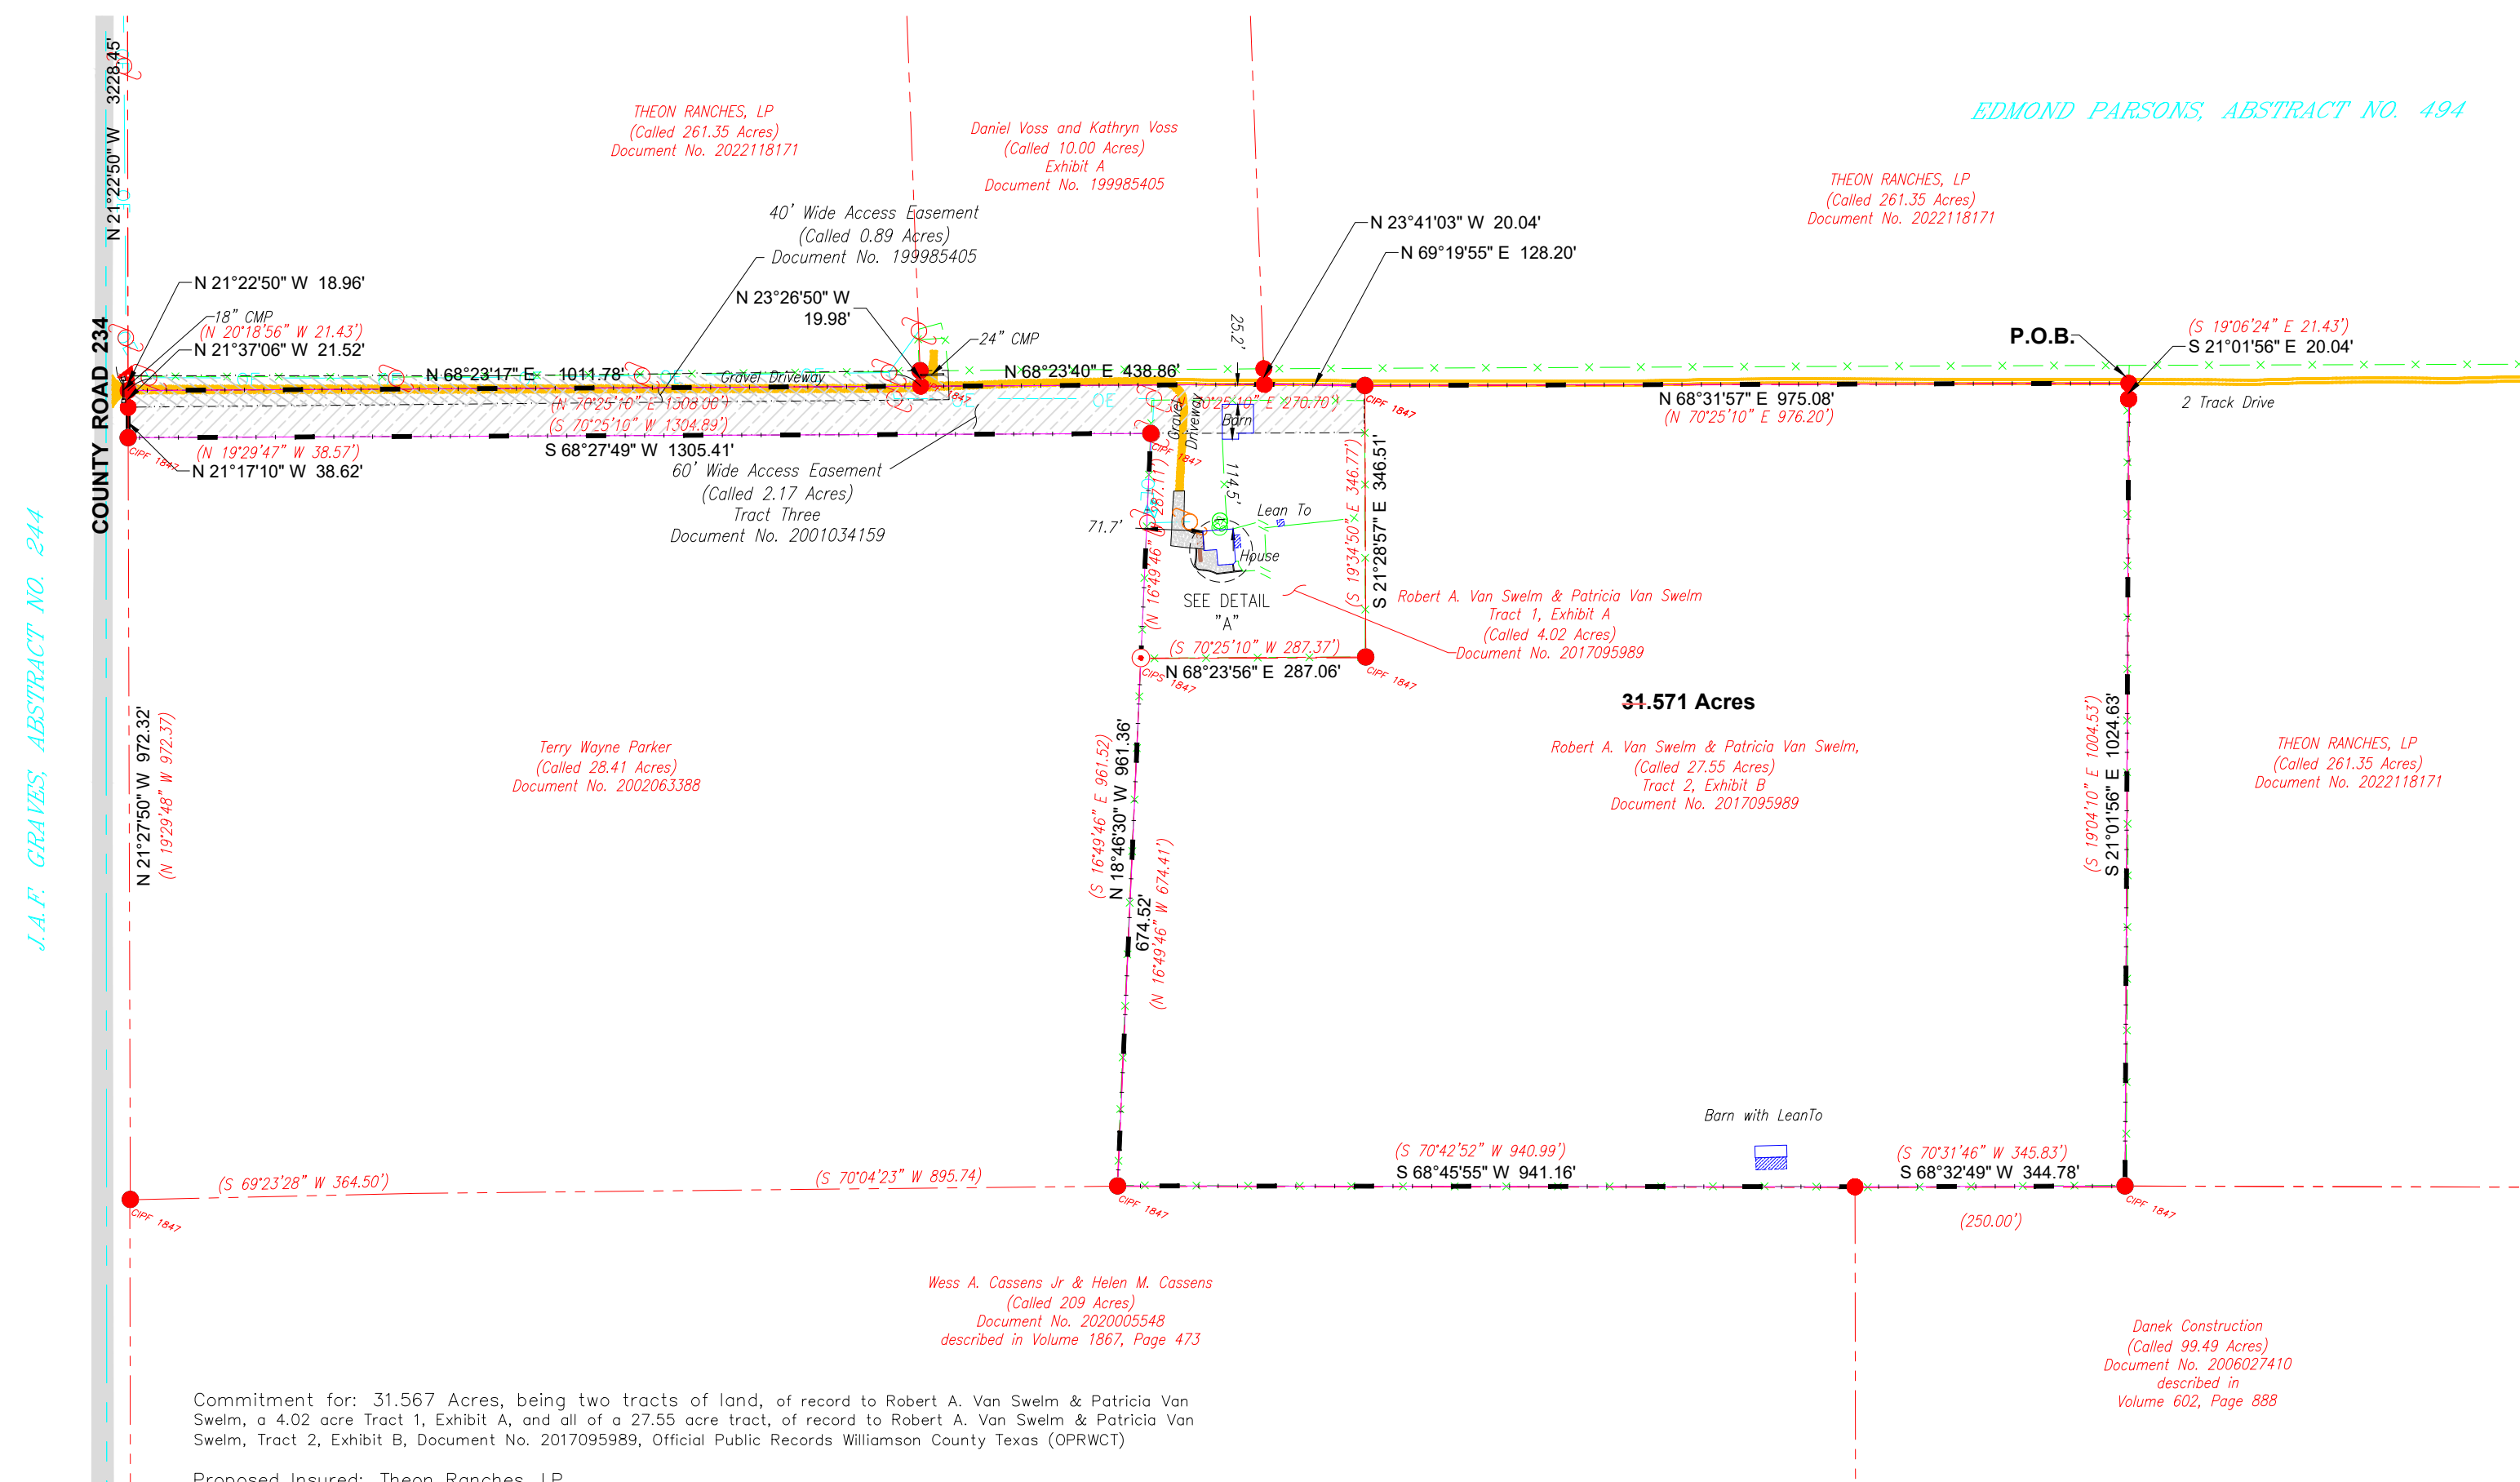 N 21°22'50" W 3228.45'
THEON RANCHES, LP
(Called 261.35 Acres)
Document No. 2022118171
Daniel Voss and Kathryn Voss
(Called 10.00 Acres)
Exhibit A
Document No. 199985405
EDMOND PARSONS, ABSTRACT NO. 494
THEON RANCHES, LP
(Called 261.35 Acres)
Document No. 2022118171
40' Wide Access Easement
(Called 0.89 Acres)
Document No. 199985405
N 23°41'03" W 20.04'
N 69°19'55" E 128.20'
N 21°22'50" W 18.96'
18" CMP
(N 20°18'56" W 21.43')
N 21°37'06" W 21.52'
N 23°26'50" W
19.98'
24" CMP
25.2'
P.O.B.
(S 19°06'24" E 21.43')
S 21°01'56" E 20.04'
2 Track Drive
COUNTY ROAD 234
N 68°23'17" E 1011.78'
Gravel Driveway
N 68°23'40" E 438.86'
OE
OE
(N 70°25'10" E 1308.00')
(S 70°25'10" W 1304.89')
S 68°27'49" W 1305.41'
70°25'10" E 270.70')
CIPF 1847
N 68°31'57" E 975.08'
(N 70°25'10" E 976.20')
(N 19°29'47" W 38.57')
CIPF 1847
N 21°17'10" W 38.62'
60' Wide Access Easement
(Called 2.17 Acres)
Tract Three
Document No. 2001034159
Gravel
Driveway
Barn
CIPF 1847
114.5'
71.7'
Lean To
House
SEE DETAIL
"A"
(S 19°34'50" E 346.77')
S 21°28'57" E 346.51'
Robert A. Van Swelm & Patricia Van Swelm
Tract 1, Exhibit A
(Called 4.02 Acres)
Document No. 2017095989
(S 70°25'10" W 287.37')
N 68°23'56" E 287.06'
CIPS 1847
CIPF 1847
J.A.F. GRAVES, ABSTRACT NO. 244
N 21°27'50" W 972.32'
(N 19°29'48" W 972.37)
Terry Wayne Parker
(Called 28.41 Acres)
Document No. 2002063388
(S 16°49'46" E 961.52)
N 18°46'30" W 961.36'
674.52'
(N 16°49'46" W 674.41')
31.571 Acres
Robert A. Van Swelm & Patricia Van Swelm,
(Called 27.55 Acres)
Tract 2, Exhibit B
Document No. 2017095989
(S 19°04'10" E 1004.53')
S 21°01'56" E 1024.63'
THEON RANCHES, LP
(Called 261.35 Acres)
Document No. 2022118171
Barn with LeanTo
(S 69°23'28" W 364.50')
(S 70°04'23" W 895.74)
(S 70°42'52" W 940.99')
S 68°45'55" W 941.16'
(S 70°31'46" W 345.83')
S 68°32'49" W 344.78'
CIPF 1847
CIPF 1847
CIPF 1847
(250.00')
Wess A. Cassens Jr & Helen M. Cassens
(Called 209 Acres)
Document No. 2020005548
described in Volume 1867, Page 473
Danek Construction
(Called 99.49 Acres)
Document No. 2006027410
described in
Volume 602, Page 888
Commitment for: 31.567 Acres, being two tracts of land, of record to Robert A. Van Swelm & Patricia Van
Swelm, a 4.02 acre Tract 1, Exhibit A, and all of a 27.55 acre tract, of record to Robert A. Van Swelm & Patricia Van
Swelm, Tract 2, Exhibit B, Document No. 2017095989, Official Public Records Williamson County Texas (OPRWCT)
Proposed Insured: Theon Ranches, LP